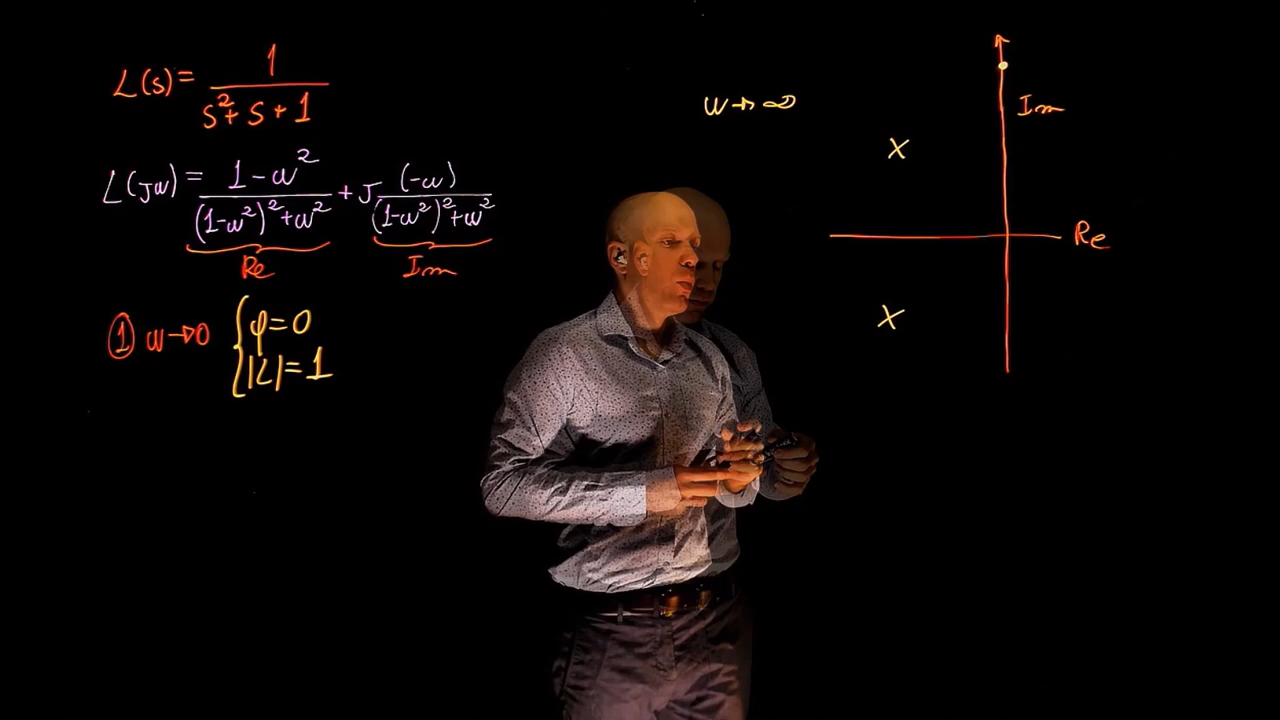 L(s) = 1 / (s² + s + 1)
L(jω) = (1-ω²) / ((1-ω²)²+ω²) + j (-ω) / ((1-ω²)²+ω²)
Re Im
① ω→0 { φ=0
|L|=1
ω→∞
Im
Re
X
X